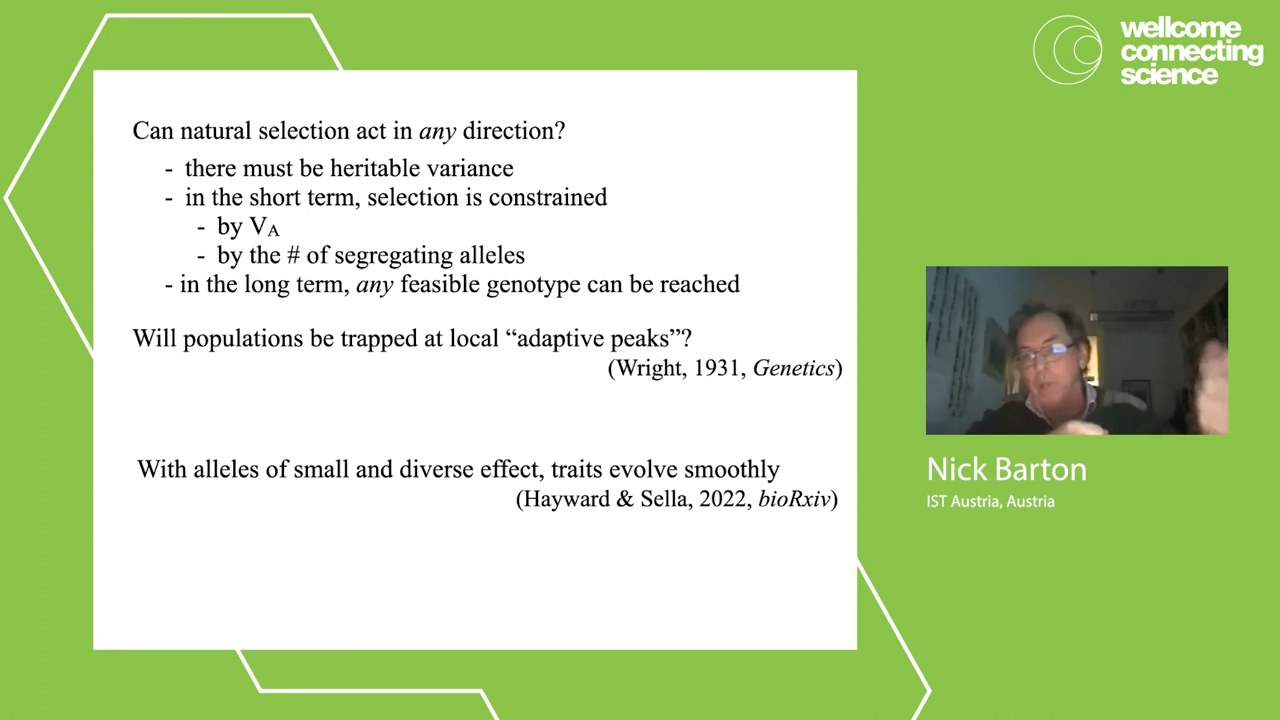 wellcome
connecting
science
Can natural selection act in any direction?
- there must be heritable variance
- in the short term, selection is constrained
- by VA
- by the # of segregating alleles
- in the long term, any feasible genotype can be reached
Will populations be trapped at local “adaptive peaks”?
(Wright, 1931, Genetics)
With alleles of small and diverse effect, traits evolve smoothly
(Hayward & Sella, 2022, bioRxiv)
Nick Barton
IST Austria, Austria